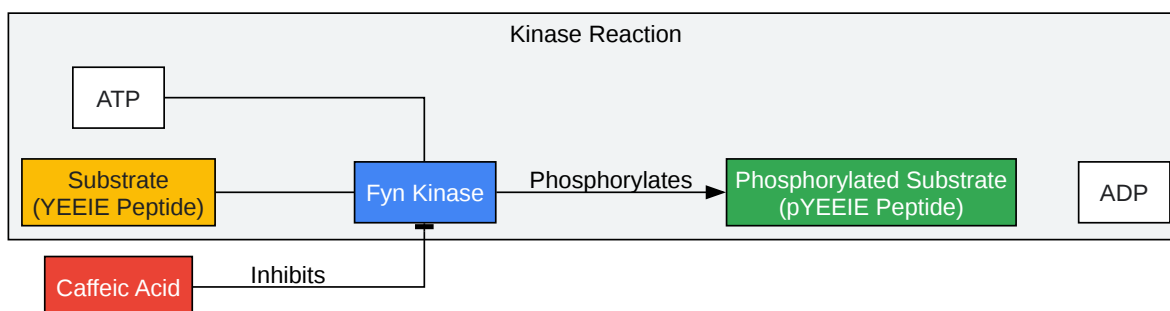 Kinase Reaction
ATP
Substrate
(YEEIE Peptide)
Fyn Kinase
Phosphorylates
Phosphorylated Substrate
(pYEEIE Peptide)
ADP
Caffeic Acid
Inhibits